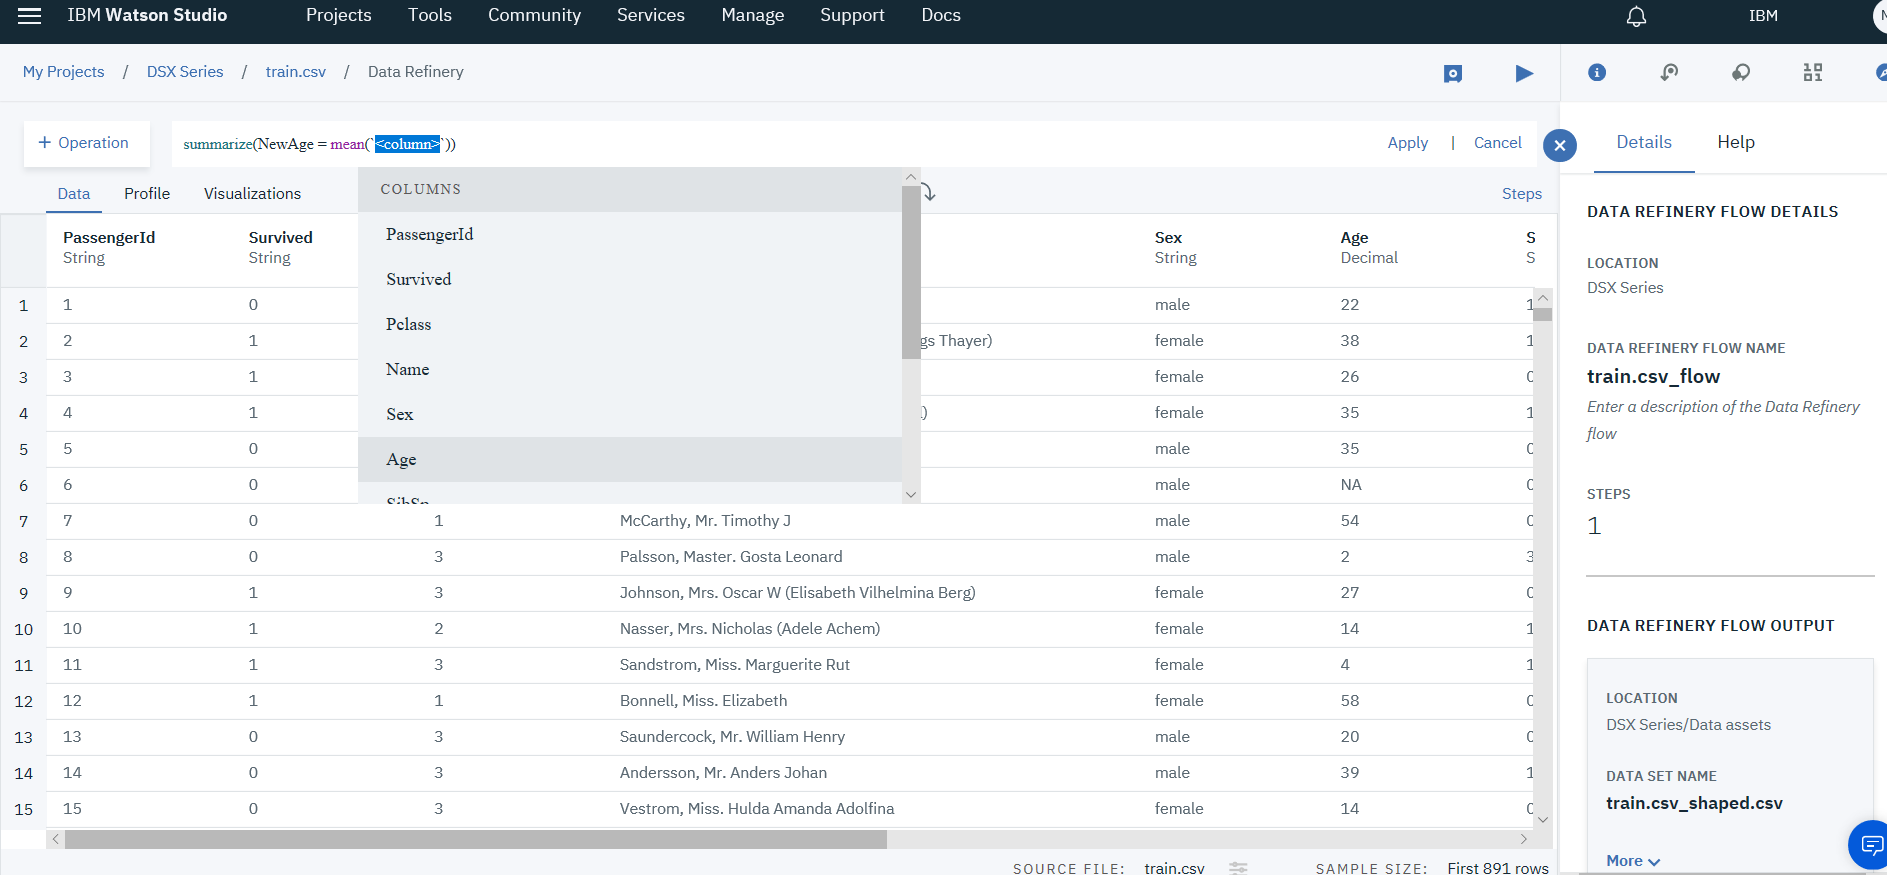 IBM Watson Studio Projects Tools Community Services Manage Support Docs IBM
My Projects / DSX Series / train.csv / Data Refinery
+ Operation summarize(NewAge = mean(`<column>`)) Apply | Cancel
Data Profile Visualizations Steps
COLUMNS
PassengerId
Survived
Pclass
Name
Sex
Age
SibSp
PassengerId Survived Sex Age S
String String String Decimal S
1 1 0 male 22 1
2 2 1 gs Thayer) female 38 1
3 3 1 female 26 0
4 4 1 ) female 35 1
5 5 0 male 35 0
6 6 0 male NA 0
7 7 0 1 McCarthy, Mr. Timothy J male 54 0
8 8 0 3 Palsson, Master. Gosta Leonard male 2 3
9 9 1 3 Johnson, Mrs. Oscar W (Elisabeth Vilhelmina Berg) female 27 0
10 10 1 2 Nasser, Mrs. Nicholas (Adele Achem) female 14 1
11 11 1 3 Sandstrom, Miss. Marguerite Rut female 4 1
12 12 1 1 Bonnell, Miss. Elizabeth female 58 0
13 13 0 3 Saundercock, Mr. William Henry male 20 0
14 14 0 3 Andersson, Mr. Anders Johan male 39 1
15 15 0 3 Vestrom, Miss. Hulda Amanda Adolfina female 14 0
SOURCE FILE: train.csv SAMPLE SIZE: First 891 rows
Details Help
DATA REFINERY FLOW DETAILS
LOCATION
DSX Series
DATA REFINERY FLOW NAME
train.csv_flow
Enter a description of the Data Refinery
flow
STEPS
1
DATA REFINERY FLOW OUTPUT
LOCATION
DSX Series/Data assets
DATA SET NAME
train.csv_shaped.csv
More